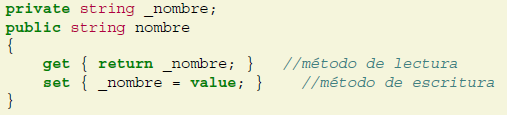 private string _nombre;
public string nombre
{
    get { return _nombre; }   //método de lectura
    set { _nombre = value; }    //método de escritura
}